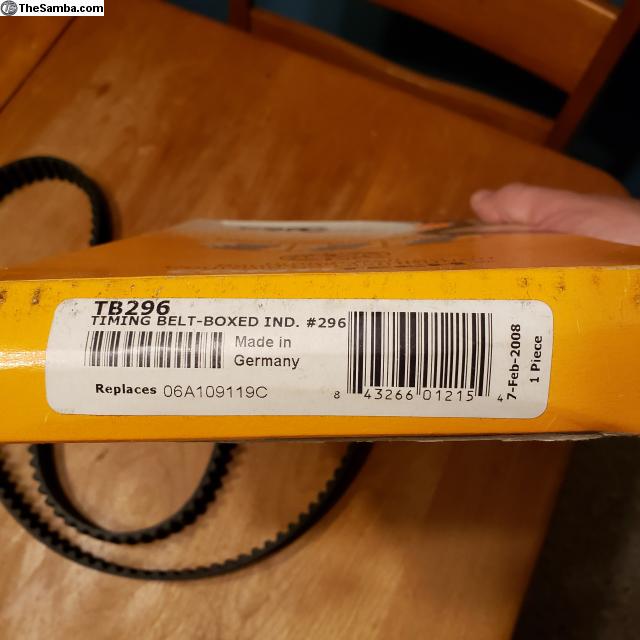 TheSamba.com
TB296
TIMING BELT-BOXED IND. #296
Made in
Germany
Replaces 06A109119C
8 43266 01215 4
7-Feb-2008
1 Piece